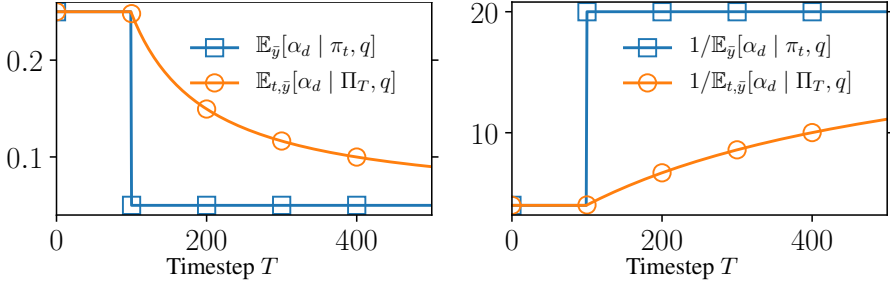 0.2
0.1
𝔼_ȳ[α_d | π_t, q]
𝔼_{t,ȳ}[α_d | Π_T, q]
0 200 400
Timestep T
20
10
1/𝔼_ȳ[α_d | π_t, q]
1/𝔼_{t,ȳ}[α_d | Π_T, q]
0 200 400
Timestep T